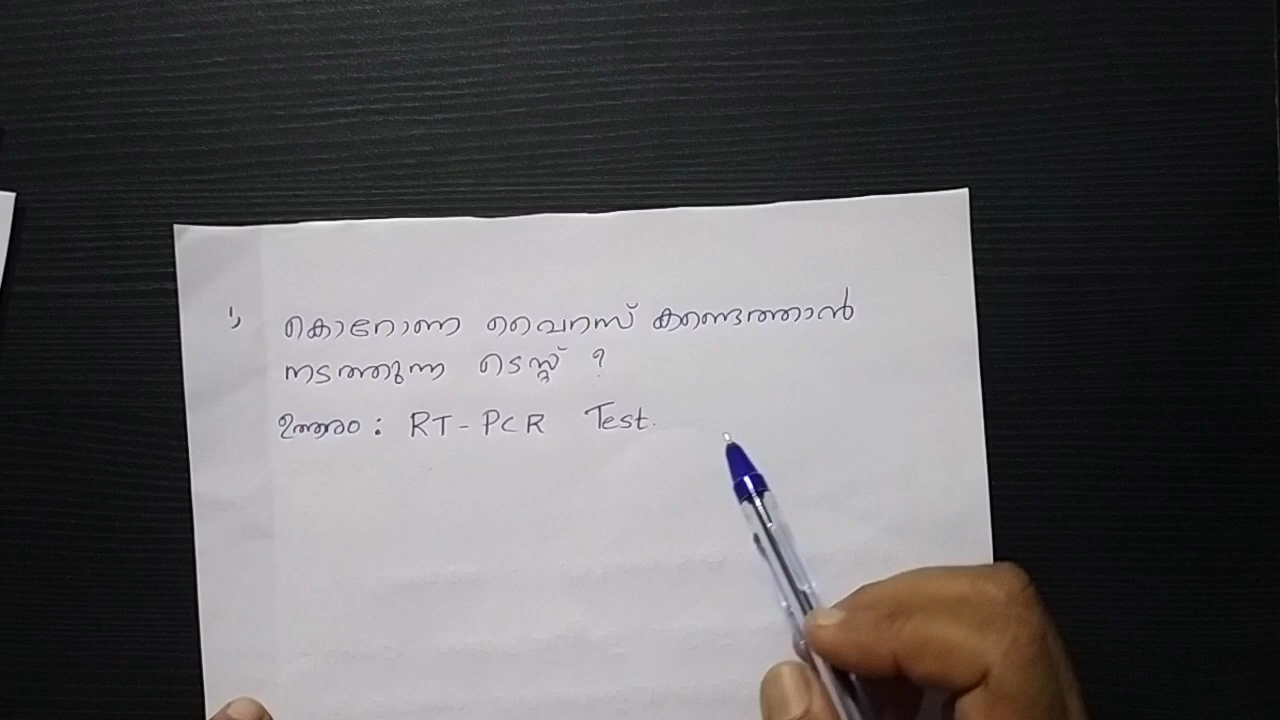 1, കൊറോണ വൈറസ് കണ്ടെത്താൻ
നടത്തുന്ന ടെസ്റ്റ് ?
ഉത്തരം : RT - PCR Test.